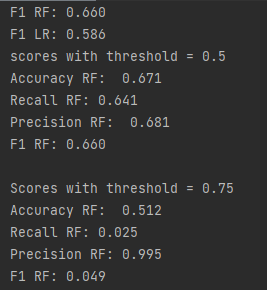 F1 RF: 0.660
F1 LR: 0.586
scores with threshold = 0.5
Accuracy RF:  0.671
Recall RF: 0.641
Precision RF:  0.681
F1 RF: 0.660

Scores with threshold = 0.75
Accuracy RF:  0.512
Recall RF: 0.025
Precision RF: 0.995
F1 RF: 0.049